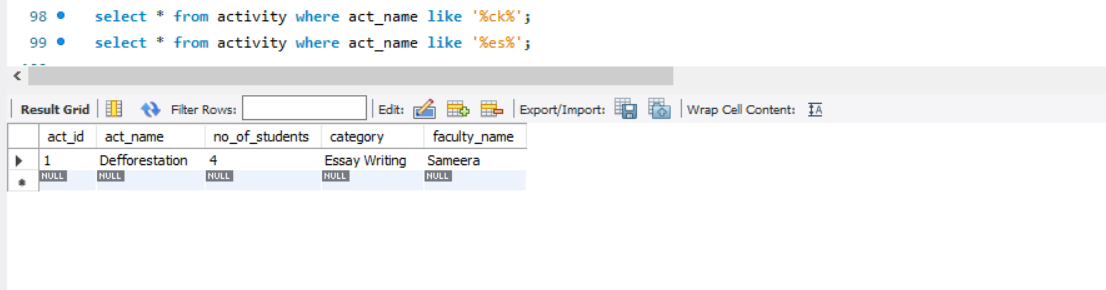 98 select * from activity where act_name like '%ck%';
99 select * from activity where act_name like '%es%';
Result Grid Filter Rows: Edit: Export/Import: Wrap Cell Content:
act_id act_name no_of_students category faculty_name
1 Defforestation 4 Essay Writing Sameera
NULL NULL NULL NULL NULL